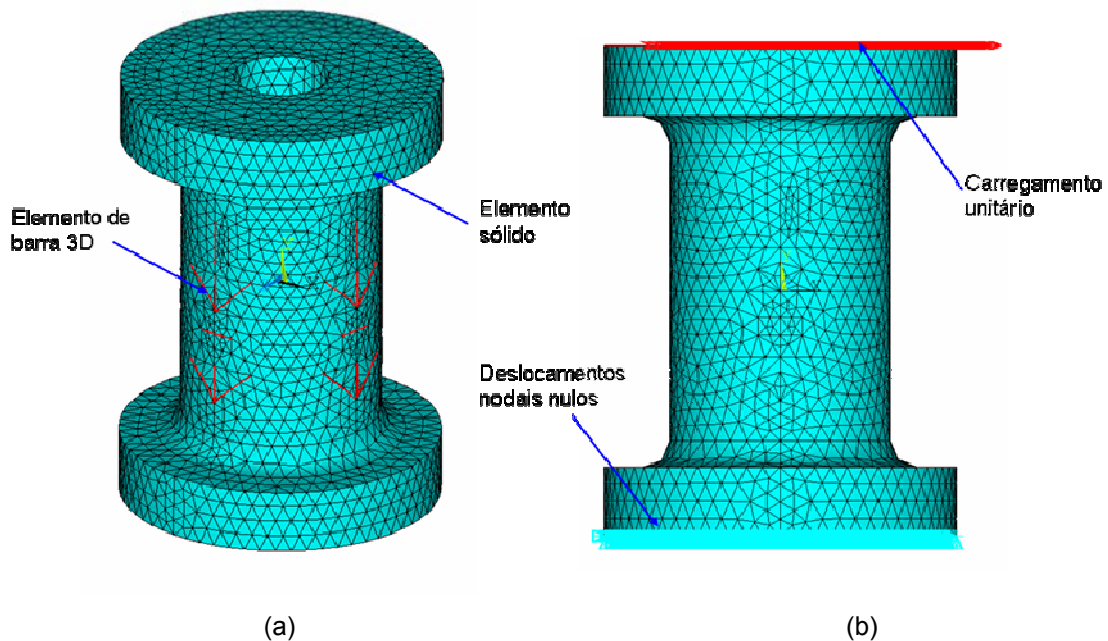 Elemento de
barra 3D
Elemento
sólido
Carregamento
unitário
Deslocamentos
nodais nulos
(a)
(b)